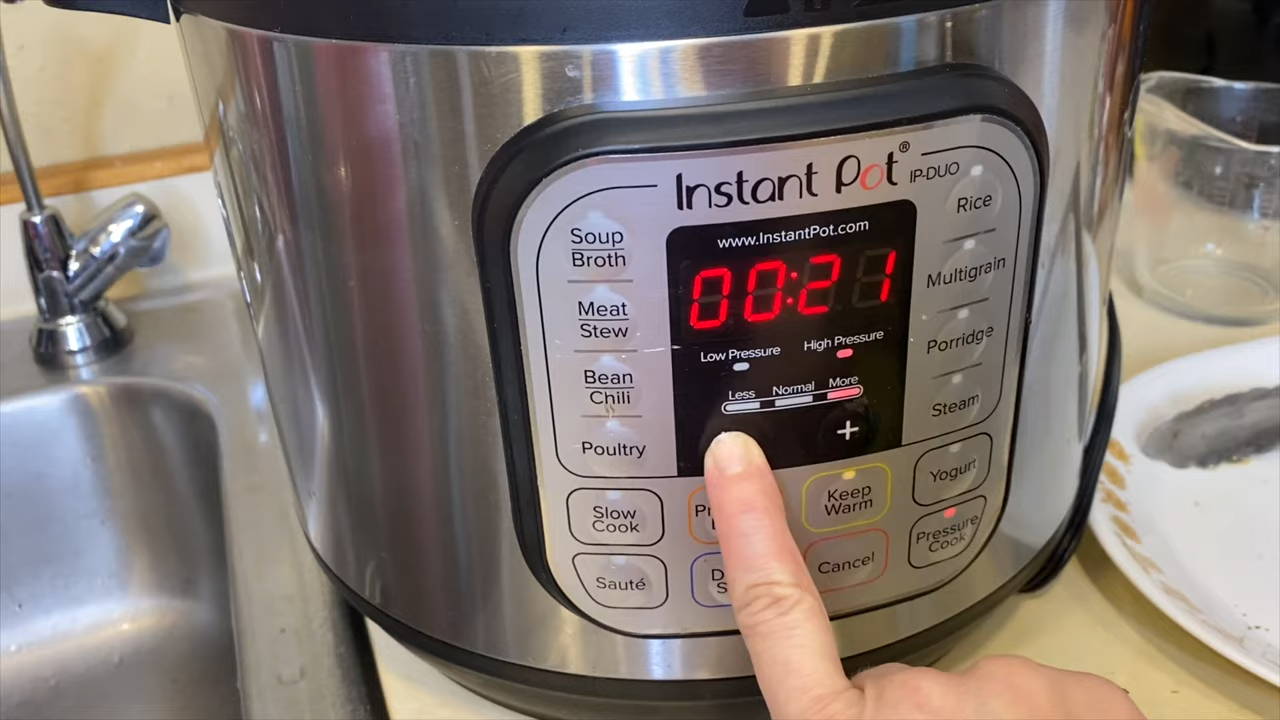 Instant Pot® IP-DUO
www.InstantPot.com
00:21
Low Pressure High Pressure
Less Normal More
+
Soup
Broth
Meat
Stew
Bean
Chili
Poultry
Rice
Multigrain
Porridge
Steam
Slow
Cook
Sauté
Keep
Warm
Cancel
Yogurt
Pressure
Cook